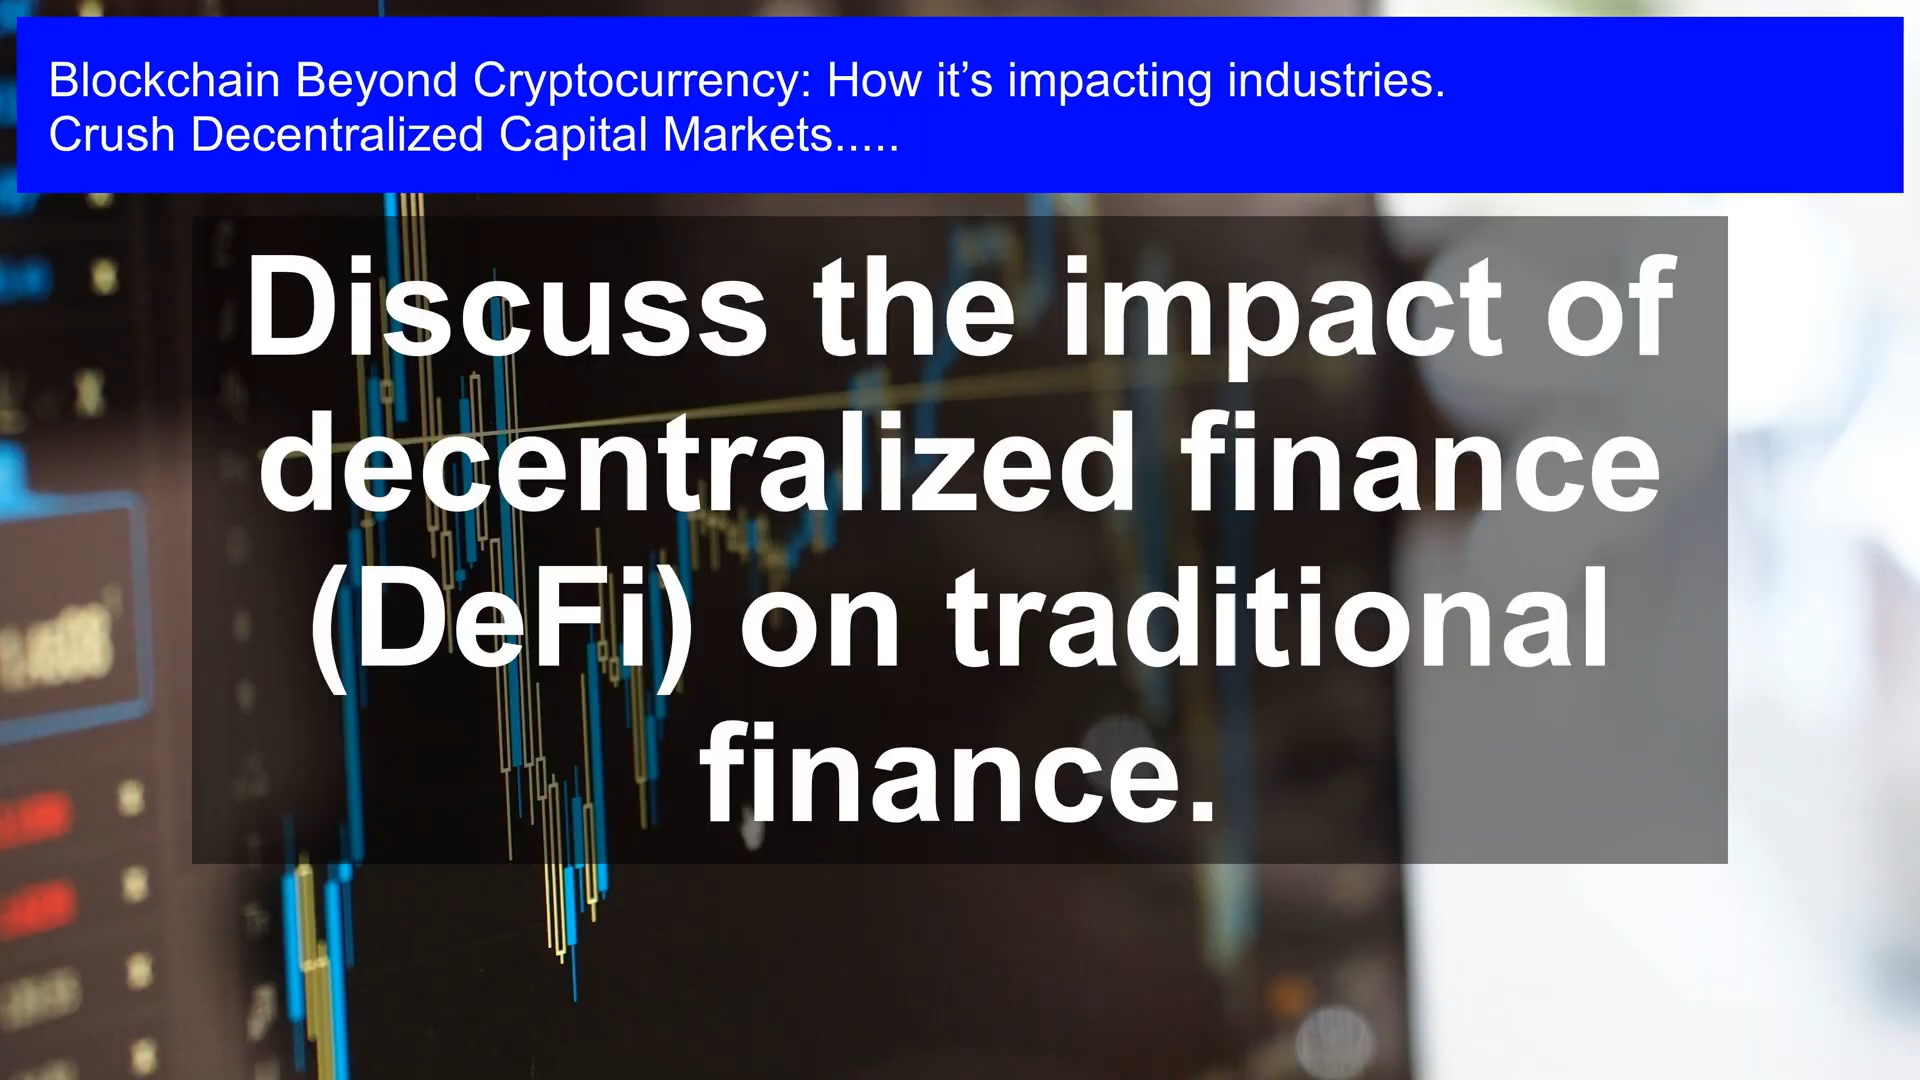 Blockchain Beyond Cryptocurrency: How it’s impacting industries.
Crush Decentralized Capital Markets.....
Discuss the impact of
decentralized finance
(DeFi) on traditional
finance.